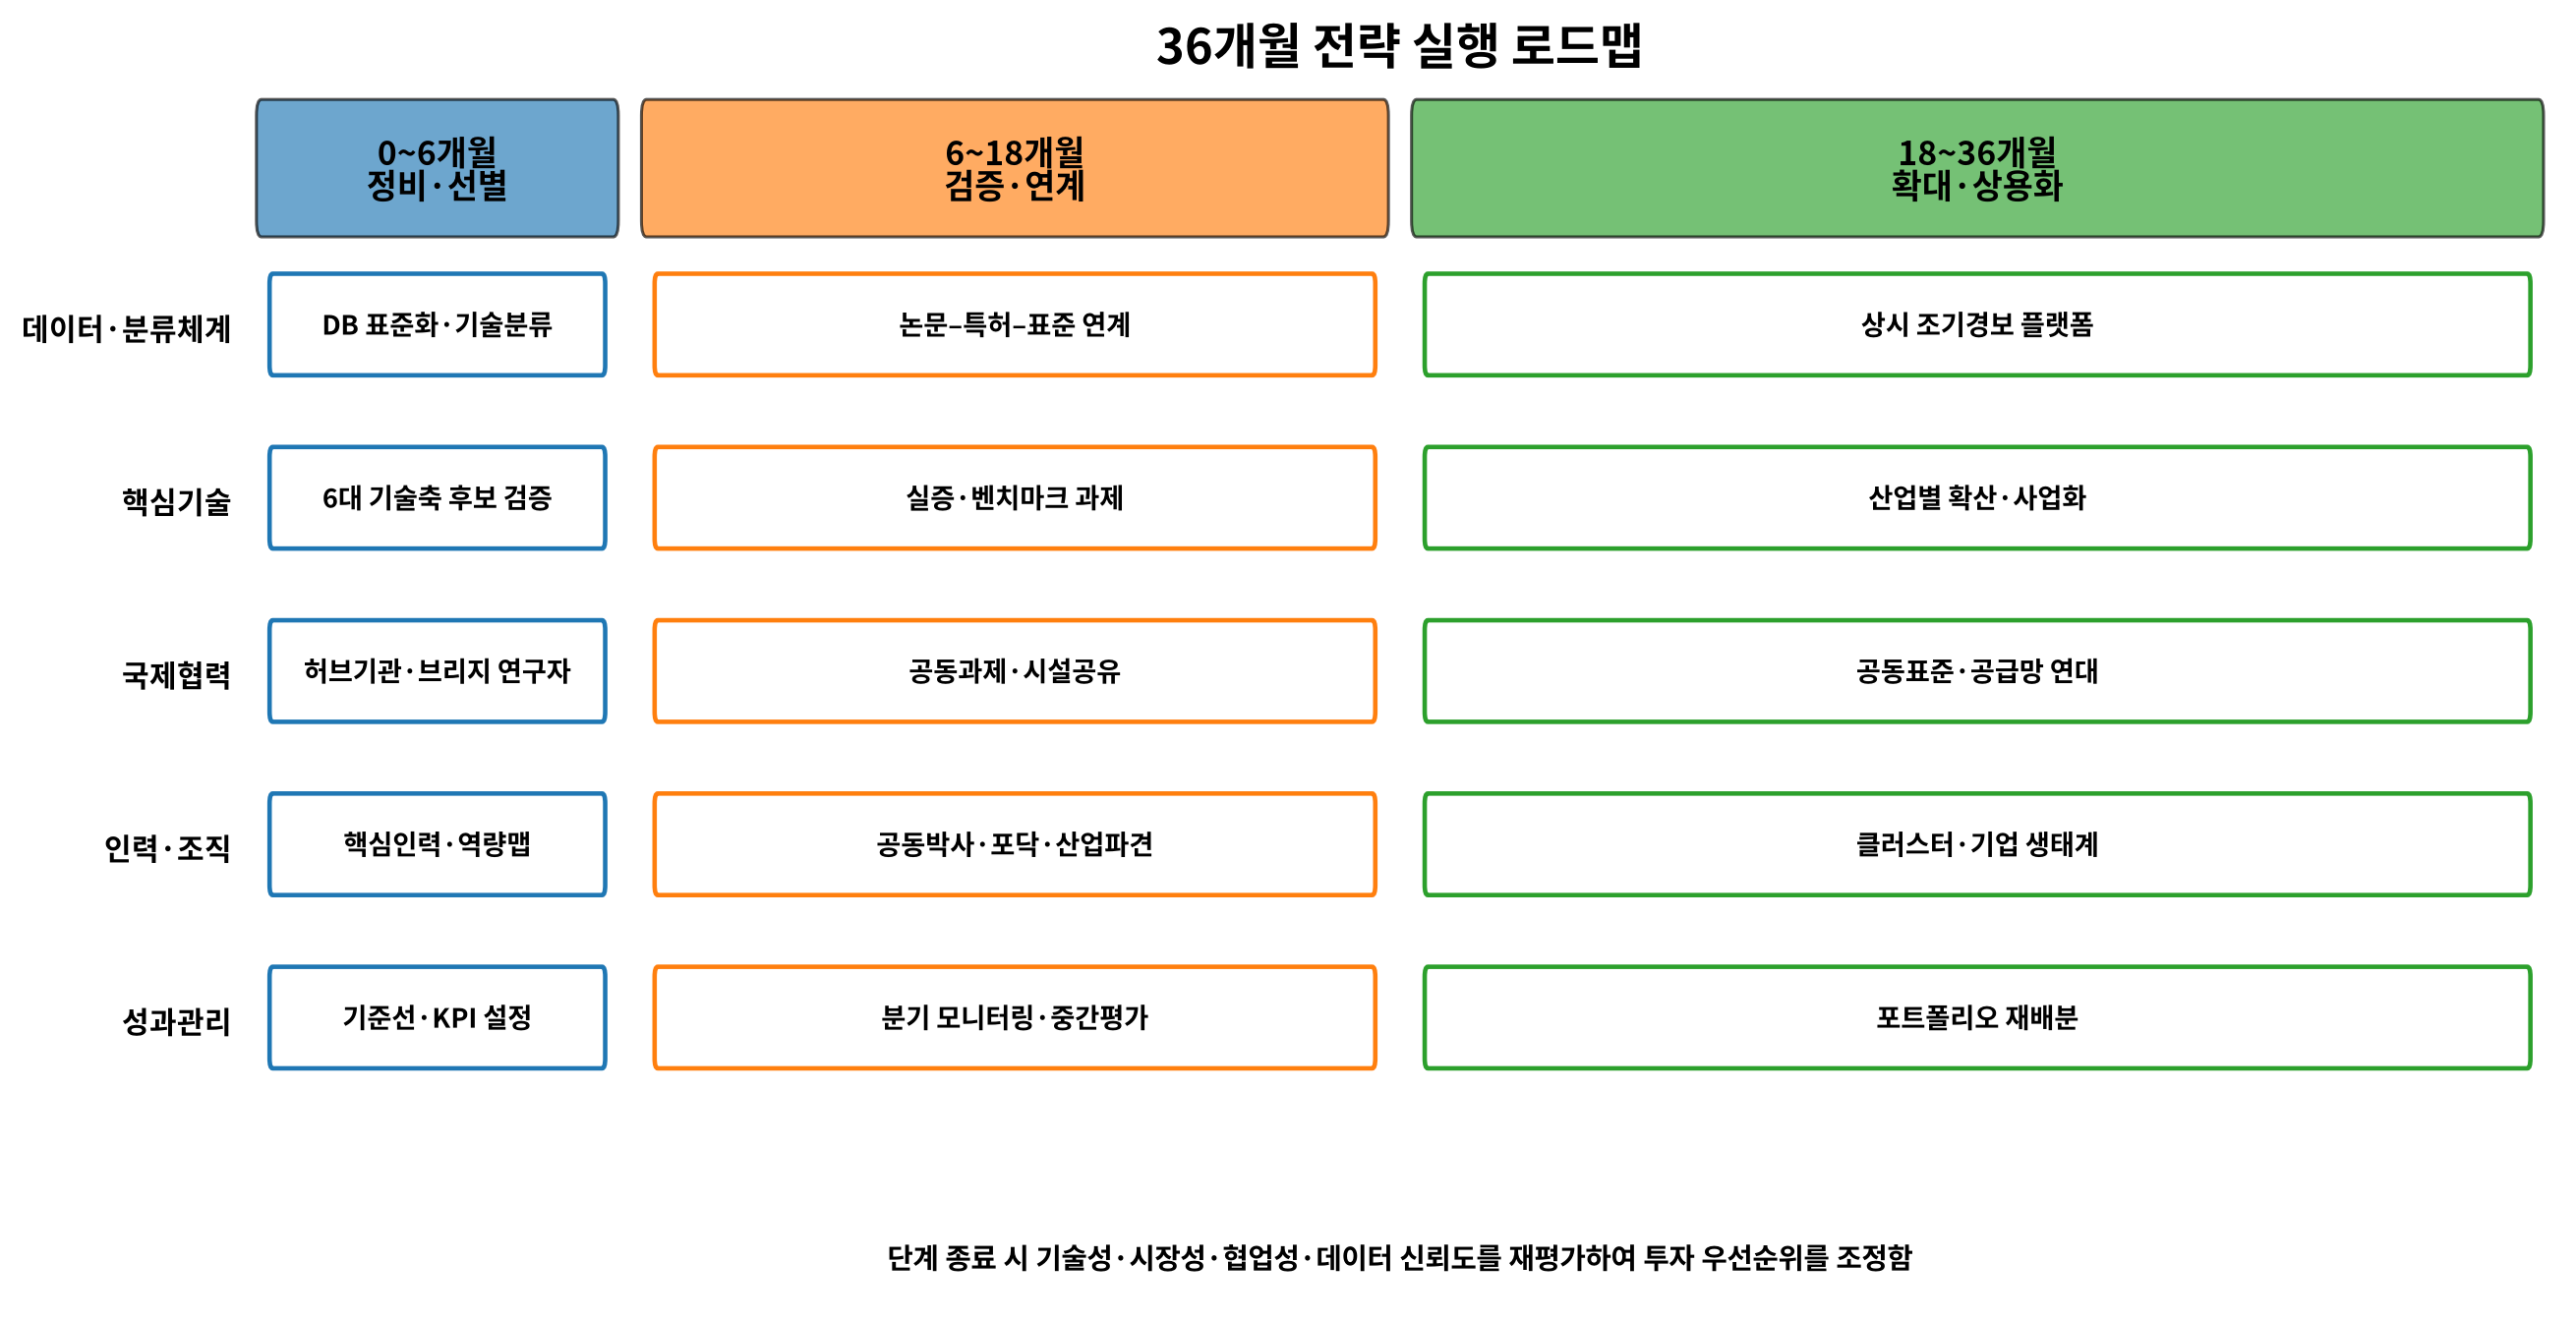 36개월 전략 실행 로드맵
0~6개월
정비·선별
6~18개월
검증·연계
18~36개월
확대·상용화
데이터·분류체계
DB 표준화·기술분류
논문–특허–표준 연계
상시 조기경보 플랫폼
핵심기술
6대 기술축 후보 검증
실증·벤치마크 과제
산업별 확산·사업화
국제협력
허브기관·브리지 연구자
공동과제·시설공유
공동표준·공급망 연대
인력·조직
핵심인력·역량맵
공동박사·포닥·산업파견
클러스터·기업 생태계
성과관리
기준선·KPI 설정
분기 모니터링·중간평가
포트폴리오 재배분
단계 종료 시 기술성·시장성·협업성·데이터 신뢰도를 재평가하여 투자 우선순위를 조정함